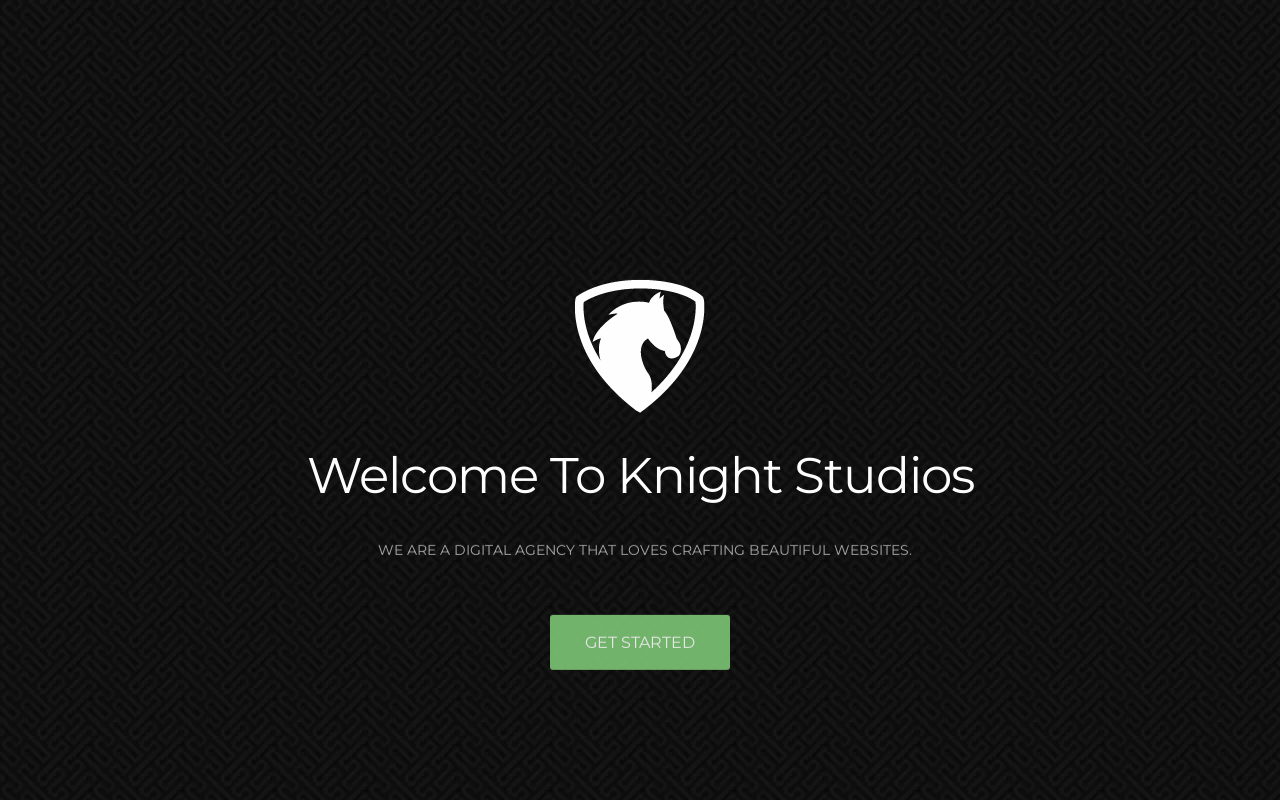 Welcome To Knight Studios
WE ARE A DIGITAL AGENCY THAT LOVES CRAFTING BEAUTIFUL WEBSITES.
GET STARTED